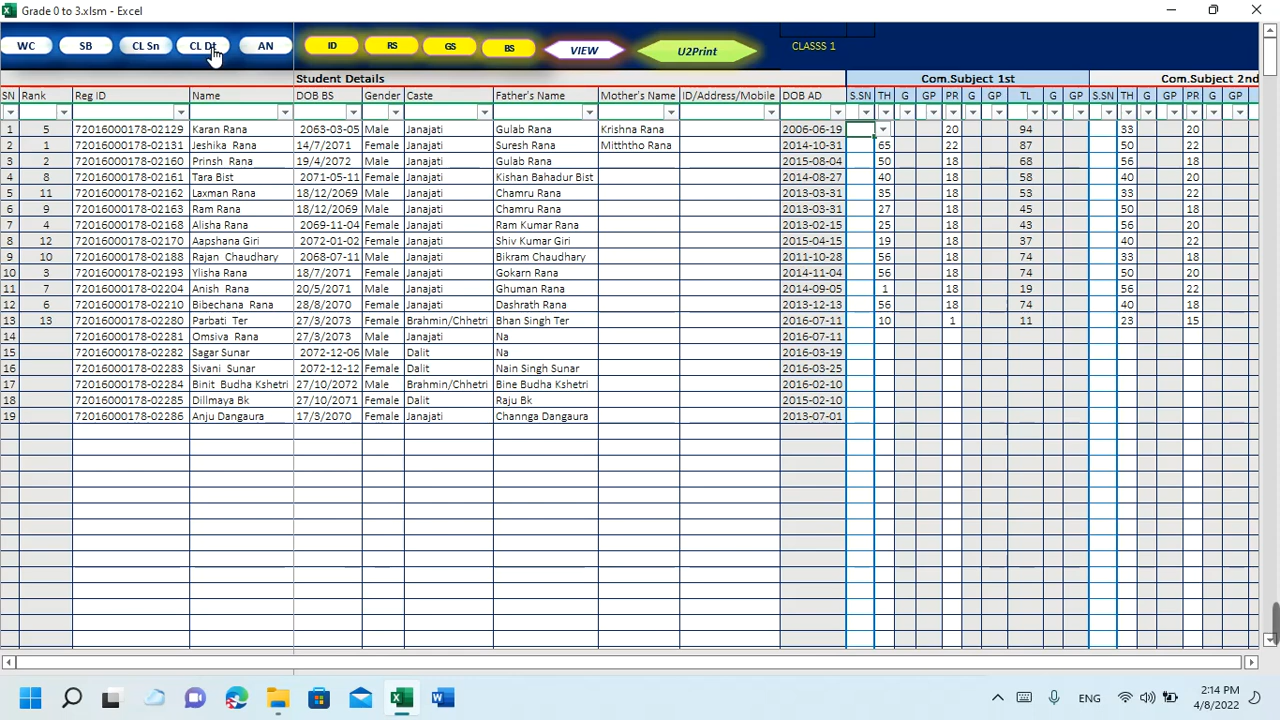 Grade 0 to 3.xlsm - Excel
WC SB CL Sn CL Dt AN ID RS GS BS VIEW U2Print CLASSS 1
Student Details Com.Subject 1st Com.Subject 2nd
SN Rank Reg ID Name DOB BS Gender Caste Father's Name Mother's Name ID/Address/Mobile DOB AD S.SN TH G GP PR G GP TL G GP S.SN TH G GP PR G GP
1 5 72016000178-02129 Karan Rana 2063-03-05 Male Janajati Gulab Rana Krishna Rana 2006-06-19 20 94 33 20
2 1 72016000178-02131 Jeshika Rana 14/7/2071 Female Janajati Suresh Rana Mitththo Rana 2014-10-31 65 22 87 56 22
3 2 72016000178-02160 Prinsh Rana 19/4/2072 Male Janajati Gulab Rana 2015-08-04 50 18 68 50 18
4 8 72016000178-02161 Tara Bist 2071-05-11 Female Janajati Kishan Bahadur Bist 2014-08-27 40 18 58 40 20
5 11 72016000178-02162 Laxman Rana 18/12/2069 Male Janajati Chamru Rana 2013-03-31 35 18 53 33 22
6 9 72016000178-02163 Ram Rana 18/12/2069 Male Janajati Chamru Rana 2013-03-31 27 18 45 50 18
7 4 72016000178-02168 Alisha Rana 2069-11-04 Female Janajati Ram Kumar Rana 2013-02-15 25 18 43 56 20
8 12 72016000178-02170 Aapshana Giri 2072-01-02 Female Janajati Shiv Kumar Giri 2015-04-15 19 18 37 40 22
9 10 72016000178-02188 Rajan Chaudhary 2068-07-11 Male Janajati Bikram Chaudhary 2011-10-28 56 18 74 33 18
10 3 72016000178-02193 Ylisha Rana 18/7/2071 Female Janajati Gokarn Rana 2014-11-04 56 18 74 50 20
11 7 72016000178-02204 Anish Rana 20/5/2071 Male Janajati Ghuman Rana 2014-09-05 1 18 19 56 22
12 6 72016000178-02210 Bibechana Rana 28/8/2070 Female Janajati Dashrath Rana 2013-12-13 56 18 74 40 18
13 13 72016000178-02280 Parbati Ter 27/3/2073 Female Brahmin/Chhetri Bhan Singh Ter 2016-07-11 10 1 11 23 15
14 72016000178-02281 Omsiva Rana 27/3/2073 Male Janajati Na 2016-07-11
15 72016000178-02282 Sagar Sunar 2072-12-06 Male Dalit Na 2016-03-19
16 72016000178-02283 Sivani Sunar 2072-12-12 Female Dalit Nain Singh Sunar 2016-03-25
17 72016000178-02284 Binit Budha Kshetri 27/10/2072 Male Brahmin/Chhetri Bine Budha Kshetri 2016-02-10
18 72016000178-02285 Dillmaya Bk 27/10/2071 Female Dalit Raju Bk 2015-02-10
19 72016000178-02286 Anju Dangaura 17/3/2070 Female Janajati Channga Dangaura 2013-07-01
ENG 2:14 PM
4/8/2022